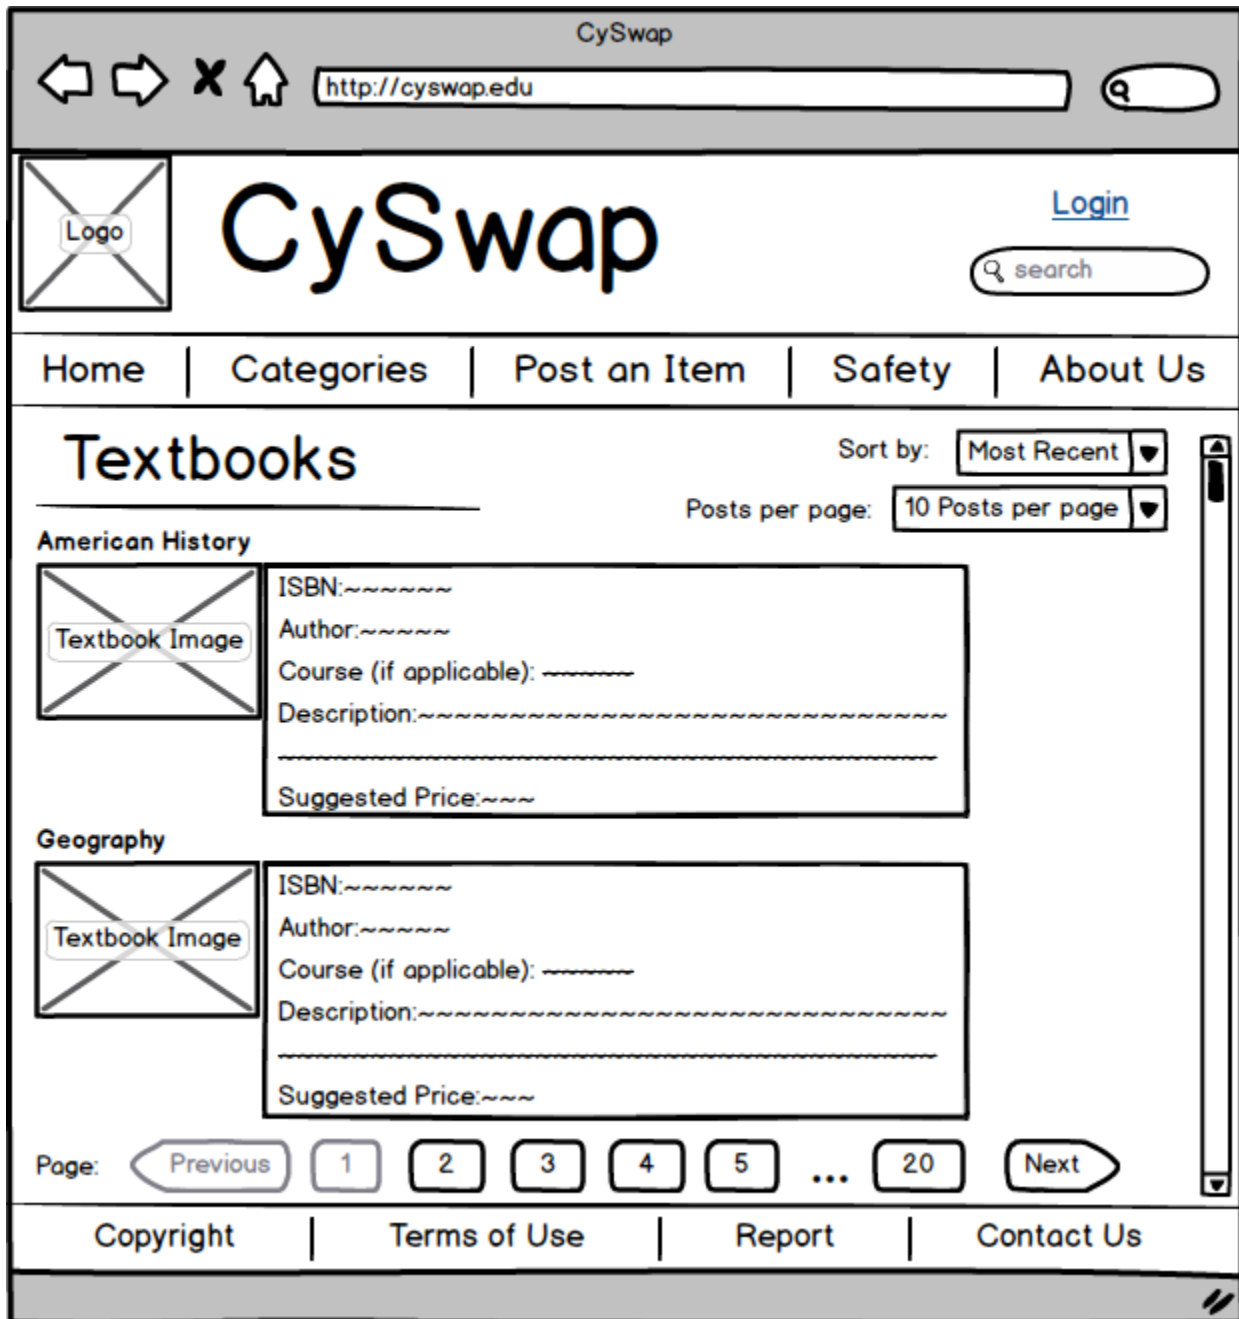 CySwap
http://cyswap.edu
Logo
CySwap
Login
search
Home | Categories | Post an Item | Safety | About Us
Textbooks
Sort by: Most Recent
Posts per page: 10 Posts per page
American History
Textbook Image
ISBN:~~~~~~
Author:~~~~~
Course (if applicable): ~~~~~~
Description:~~~~~~~~~~~~~~~~~~~~~~~~~~~~~
~~~~~~~~~~~~~~~~~~~~~~~~~~~~~~~~~~~~
Suggested Price:~~~
Geography
Textbook Image
ISBN:~~~~~~
Author:~~~~~
Course (if applicable): ~~~~~~
Description:~~~~~~~~~~~~~~~~~~~~~~~~~~~~~
~~~~~~~~~~~~~~~~~~~~~~~~~~~~~~~~~~~~
Suggested Price:~~~
Page: Previous 1 2 3 4 5 ... 20 Next
Copyright | Terms of Use | Report | Contact Us